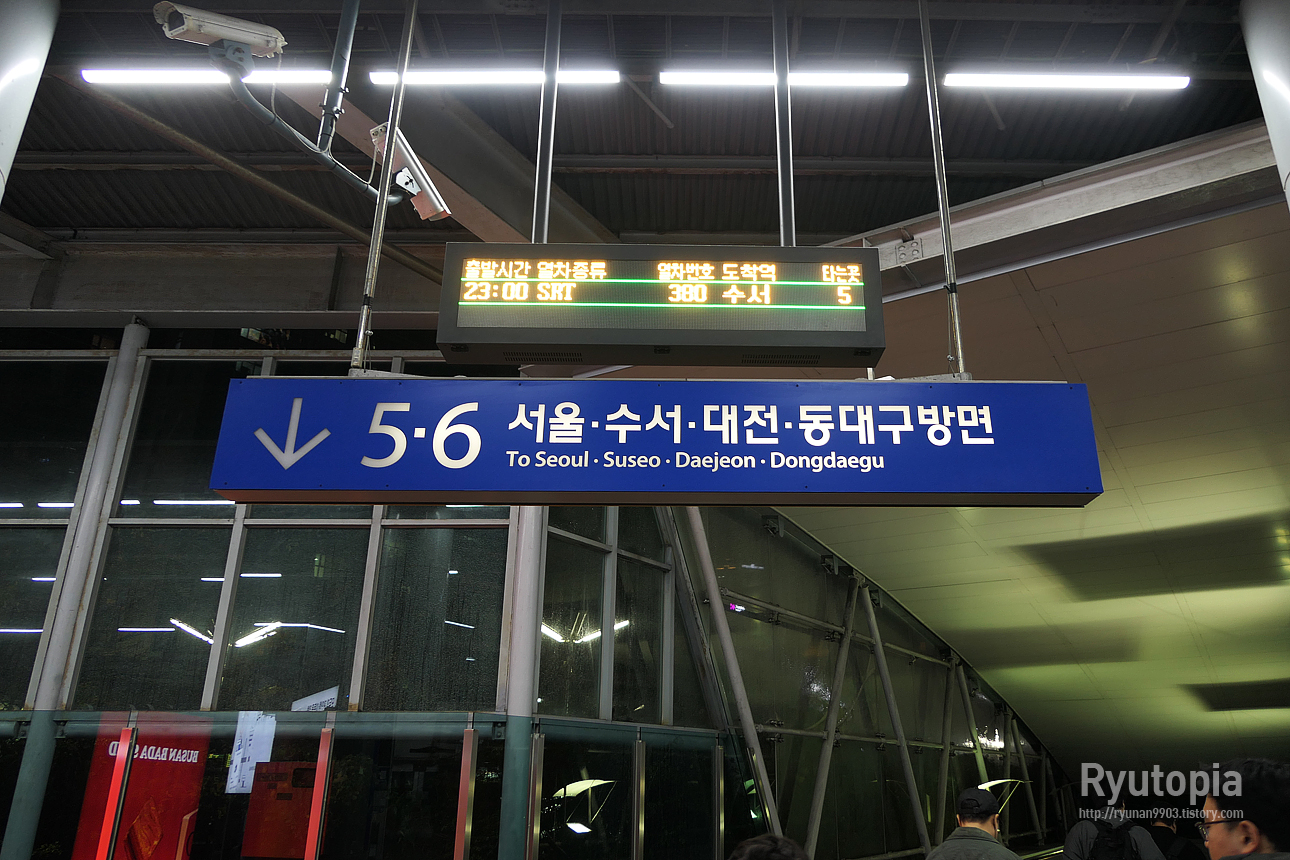 출발시간 열차종류 열차번호 도착역 타는곳
23:00 SRT 380 수서 5
5·6 서울·수서·대전·동대구방면
To Seoul · Suseo · Daejeon · Dongdaegu
Ryutopia
http://ryunan9903.tistory.com